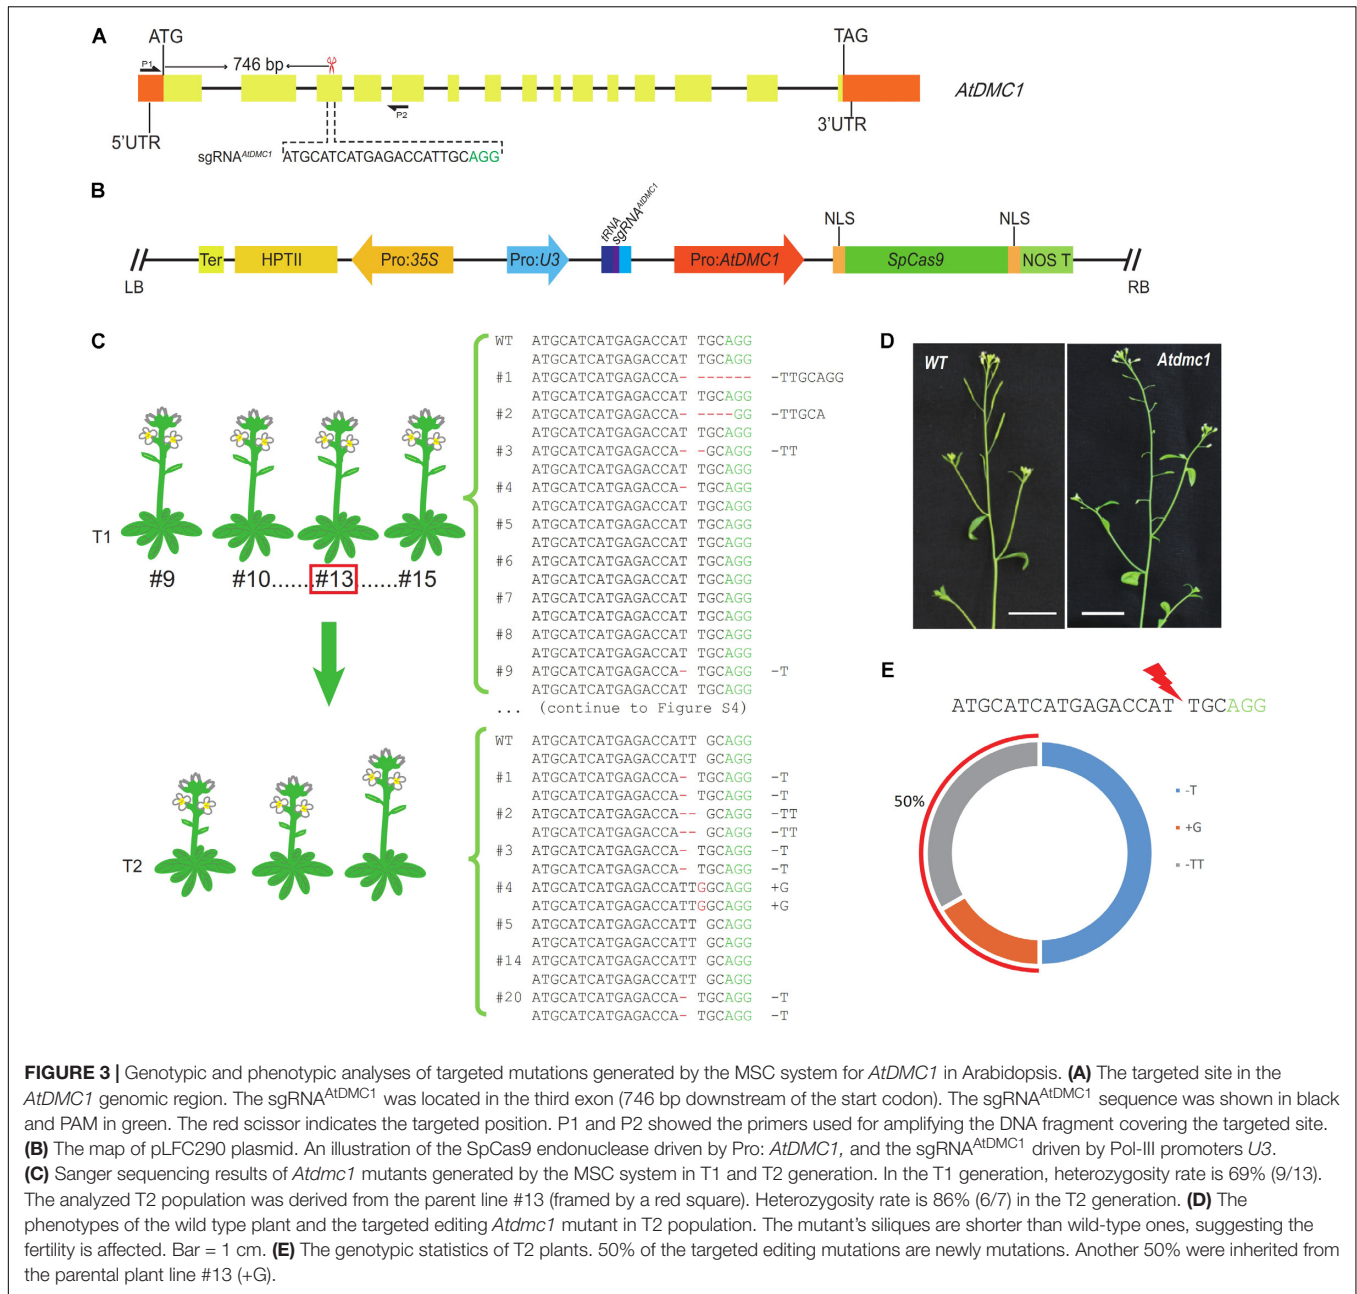 A
ATG
TAG
P1
746 bp
AtDMC1
P2
5'UTR
3'UTR
sgRNA^AtDMC1 ATGCATCATGAGACCATTGCAGG
B
tRNA
sgRNA^AtDMC1
NLS
NLS
Ter
HPTII
Pro:35S
Pro:U3
Pro:AtDMC1
SpCas9
NOS T
LB
RB
C
T1
#9
#10.......#13.......#15
T2
WT ATGCATCATGAGACCAT TGCAGG
ATGCATCATGAGACCAT TGCAGG
#1 ATGCATCATGAGACCA- ------ -TTGCAGG
ATGCATCATGAGACCAT TGCAGG
#2 ATGCATCATGAGACCA- ----GG -TTGCA
ATGCATCATGAGACCAT TGCAGG
#3 ATGCATCATGAGACCA- -GCAGG -TT
ATGCATCATGAGACCAT TGCAGG
#4 ATGCATCATGAGACCA- TGCAGG
ATGCATCATGAGACCAT TGCAGG
#5 ATGCATCATGAGACCAT TGCAGG
ATGCATCATGAGACCAT TGCAGG
#6 ATGCATCATGAGACCAT TGCAGG
ATGCATCATGAGACCAT TGCAGG
#7 ATGCATCATGAGACCAT TGCAGG
ATGCATCATGAGACCAT TGCAGG
#8 ATGCATCATGAGACCAT TGCAGG
ATGCATCATGAGACCAT TGCAGG
#9 ATGCATCATGAGACCA- TGCAGG -T
ATGCATCATGAGACCAT TGCAGG
... (continue to Figure S4)
WT ATGCATCATGAGACCATT GCAGG
ATGCATCATGAGACCATT GCAGG
#1 ATGCATCATGAGACCA- TGCAGG -T
ATGCATCATGAGACCA- TGCAGG -T
#2 ATGCATCATGAGACCA-- GCAGG -TT
ATGCATCATGAGACCA-- GCAGG -TT
#3 ATGCATCATGAGACCA- TGCAGG -T
ATGCATCATGAGACCA- TGCAGG -T
#4 ATGCATCATGAGACCATTGGCAGG +G
ATGCATCATGAGACCATTGGCAGG +G
#5 ATGCATCATGAGACCATT GCAGG
ATGCATCATGAGACCATT GCAGG
#14 ATGCATCATGAGACCATT GCAGG
ATGCATCATGAGACCATT GCAGG
#20 ATGCATCATGAGACCA- TGCAGG -T
ATGCATCATGAGACCA- TGCAGG -T
D
WT
Atdmc1
E
ATGCATCATGAGACCAT TGCAGG
50%
-T
+G
-TT
FIGURE 3 | Genotypic and phenotypic analyses of targeted mutations generated by the MSC system for AtDMC1 in Arabidopsis. (A) The targeted site in the
AtDMC1 genomic region. The sgRNA^AtDMC1 was located in the third exon (746 bp downstream of the start codon). The sgRNA^AtDMC1 sequence was shown in black
and PAM in green. The red scissor indicates the targeted position. P1 and P2 showed the primers used for amplifying the DNA fragment covering the targeted site.
(B) The map of pLFC290 plasmid. An illustration of the SpCas9 endonuclease driven by Pro: AtDMC1, and the sgRNA^AtDMC1 driven by Pol-III promoters U3.
(C) Sanger sequencing results of Atdmc1 mutants generated by the MSC system in T1 and T2 generation. In the T1 generation, heterozygosity rate is 69% (9/13).
The analyzed T2 population was derived from the parent line #13 (framed by a red square). Heterozygosity rate is 86% (6/7) in the T2 generation. (D) The
phenotypes of the wild type plant and the targeted editing Atdmc1 mutant in T2 population. The mutant's siliques are shorter than wild-type ones, suggesting the
fertility is affected. Bar = 1 cm. (E) The genotypic statistics of T2 plants. 50% of the targeted editing mutations are newly mutations. Another 50% were inherited from
the parental plant line #13 (+G).